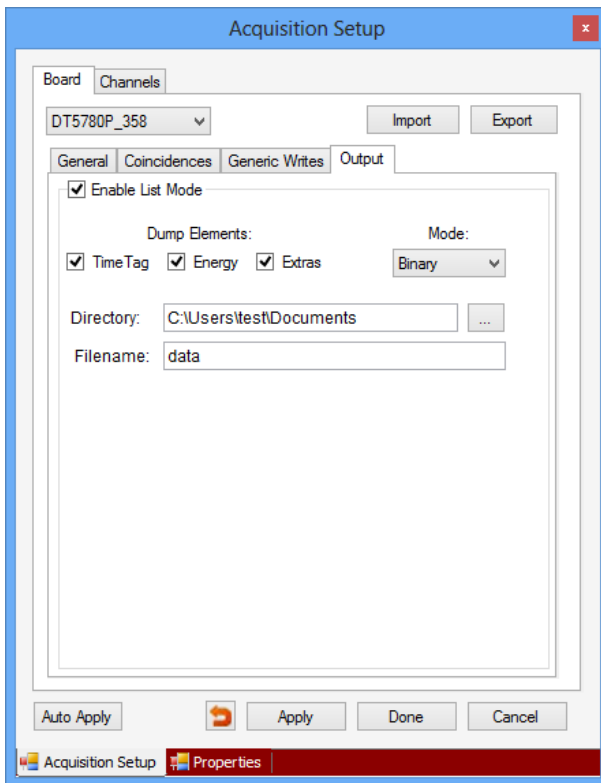 Acquisition Setup
x
Board Channels
DT5780P_358 Import Export
General Coincidences Generic Writes Output
Enable List Mode
Dump Elements: Mode:
TimeTag Energy Extras Binary
Directory: C:\Users\test\Documents ...
Filename: data
Auto Apply Apply Done Cancel
Acquisition Setup Properties